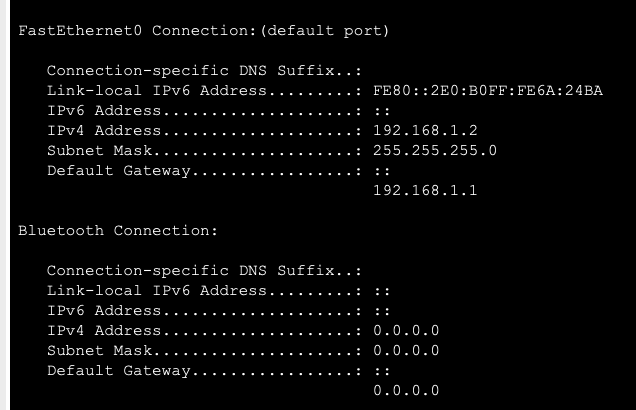 FastEthernet0 Connection:(default port)
Connection-specific DNS Suffix..:
Link-local IPv6 Address.........: FE80::2E0:B0FF:FE6A:24BA
IPv6 Address....................: ::
IPv4 Address....................: 192.168.1.2
Subnet Mask.....................: 255.255.255.0
Default Gateway.................: ::
192.168.1.1
Bluetooth Connection:
Connection-specific DNS Suffix..:
Link-local IPv6 Address.........: ::
IPv6 Address....................: ::
IPv4 Address....................: 0.0.0.0
Subnet Mask.....................: 0.0.0.0
Default Gateway.................: ::
0.0.0.0